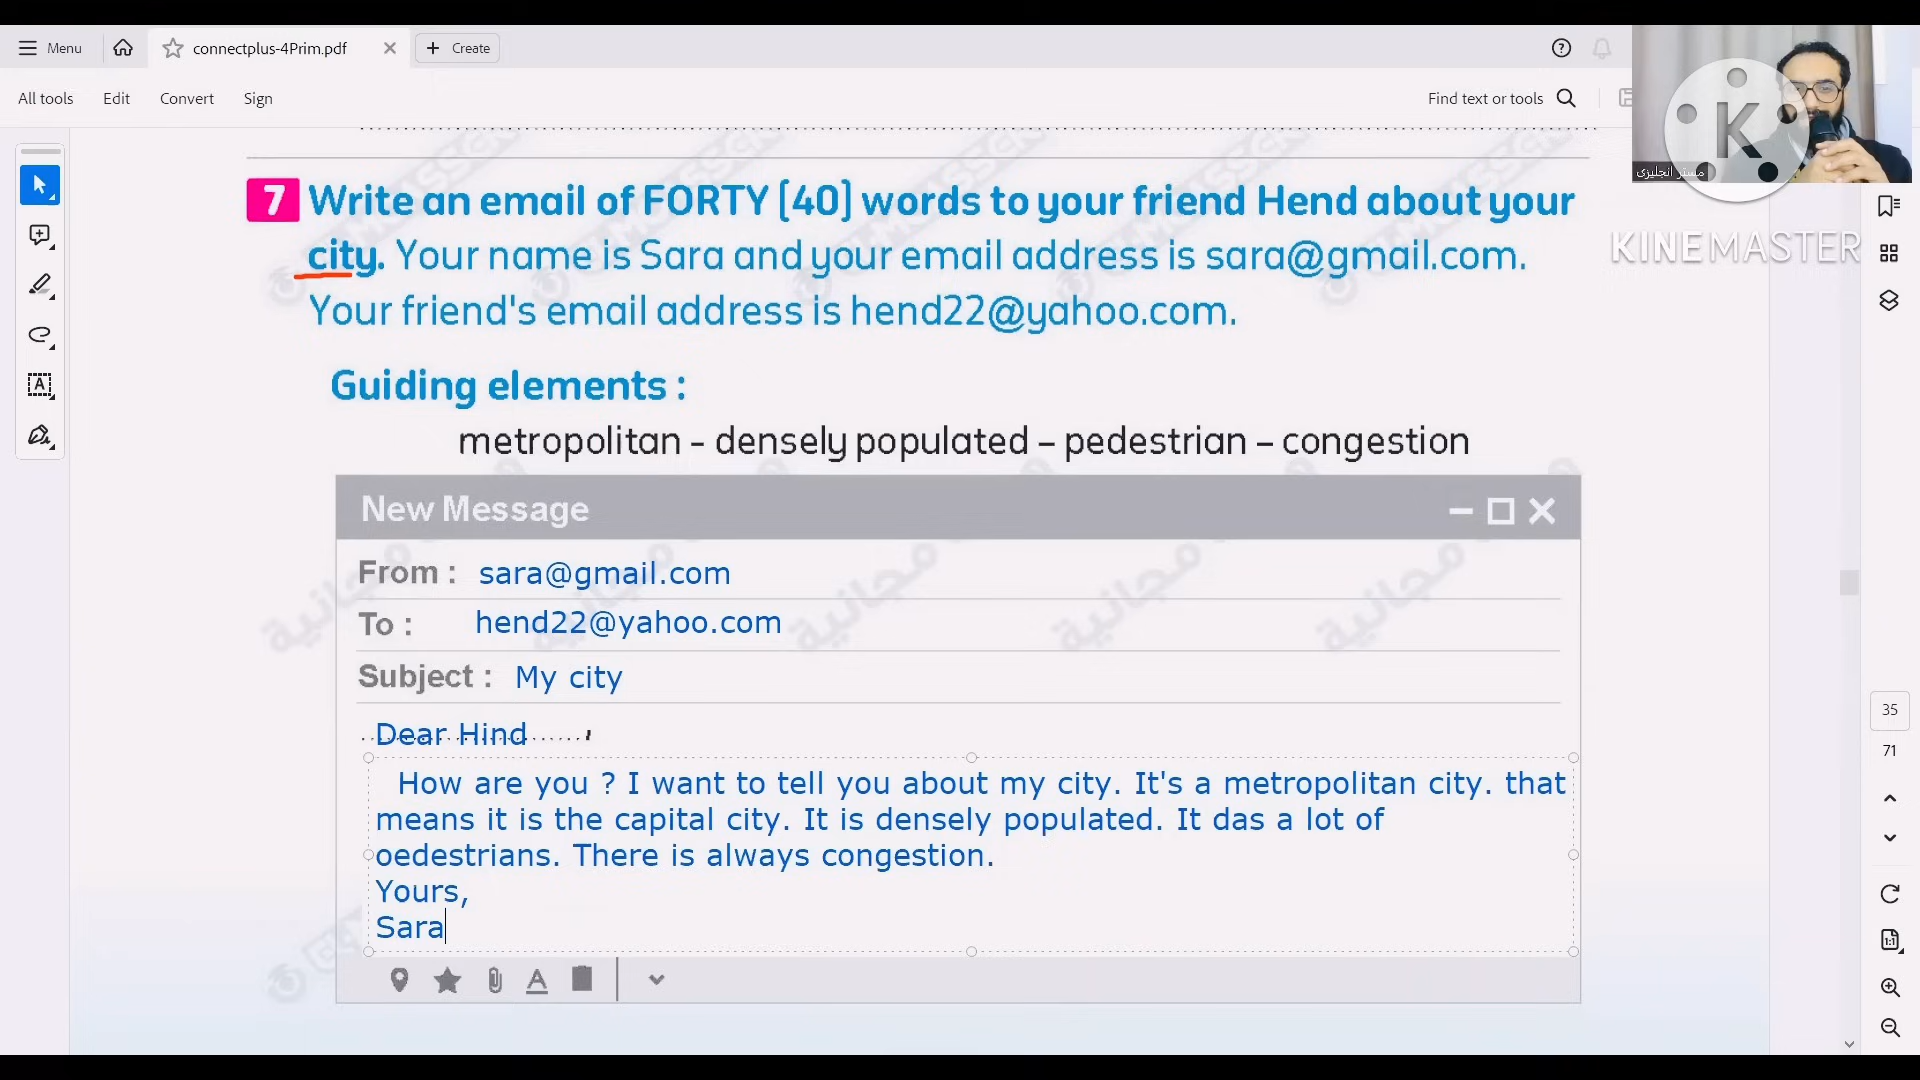 Menu
connectplus-4Prim.pdf
Create
All tools
Edit
Convert
Sign
Find text or tools
مستر انجليزى
K
KINEMASTER
7 Write an email of FORTY (40) words to your friend Hend about your
city. Your name is Sara and your email address is sara@gmail.com.
Your friend's email address is hend22@yahoo.com.
Guiding elements :
metropolitan - densely populated – pedestrian – congestion
New Message
From : sara@gmail.com
To : hend22@yahoo.com
Subject : My city
Dear Hind ,
How are you ? I want to tell you about my city. It's a metropolitan city. that
means it is the capital city. It is densely populated. It das a lot of
oedestrians. There is always congestion.
Yours,
Sara
35
71